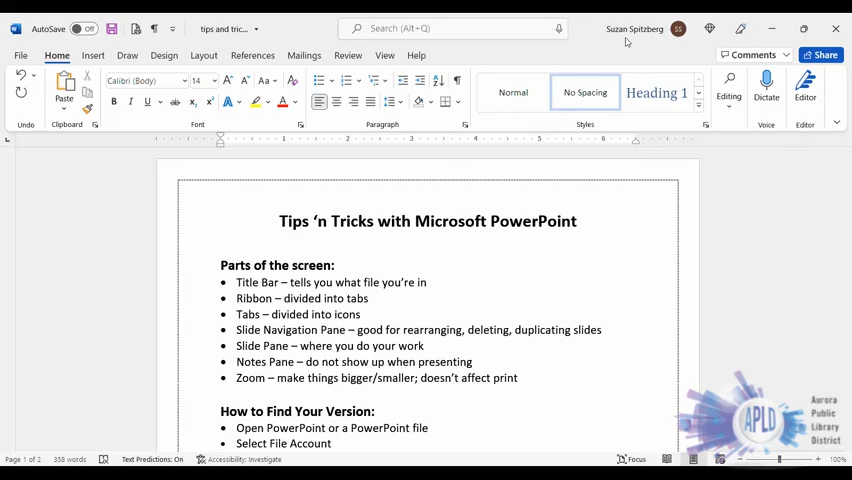 AutoSave Off tips and tric... Search (Alt+Q) Suzan Spitzberg SS
File Home Insert Draw Design Layout References Mailings Review View Help Comments Share
Calibri (Body) 14 Normal No Spacing Heading 1
Paste Editing Dictate Editor
Undo Clipboard Font Paragraph Styles Voice Editor
1 2 3 4 5 6
Tips ‘n Tricks with Microsoft PowerPoint
Parts of the screen:
• Title Bar – tells you what file you’re in
• Ribbon – divided into tabs
• Tabs – divided into icons
• Slide Navigation Pane – good for rearranging, deleting, duplicating slides
• Slide Pane – where you do your work
• Notes Pane – do not show up when presenting
• Zoom – make things bigger/smaller; doesn’t affect print
How to Find Your Version:
• Open PowerPoint or a PowerPoint file
• Select File Account
APLD
Aurora
Public
Library
District
Page 1 of 2 358 words Text Predictions: On Accessibility: Investigate Focus 100%